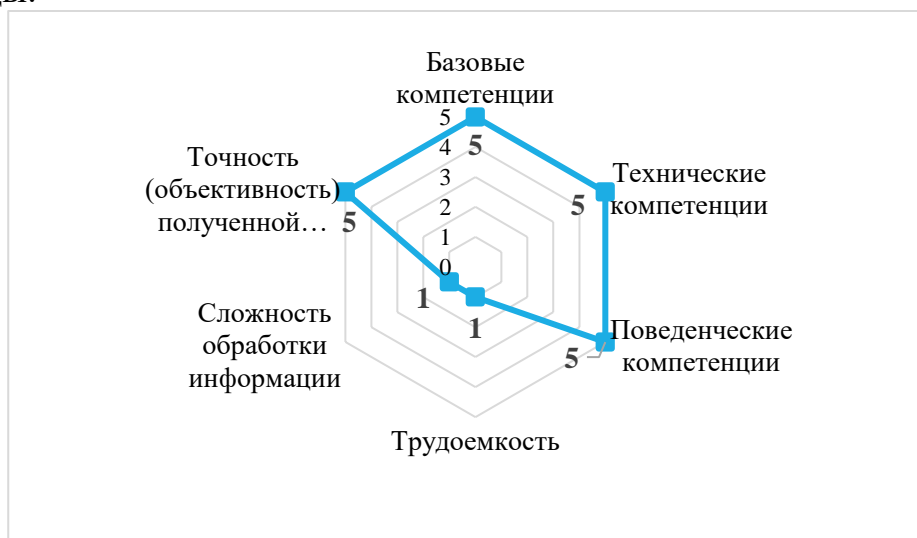 Базовые
компетенции
5
4
3
2
1
0
5
Технические
компетенции
5
Поведенческие
компетенции
5
Трудоемкость
1
Сложность
обработки
информации
1
Точность
(объективность)
полученной…
5